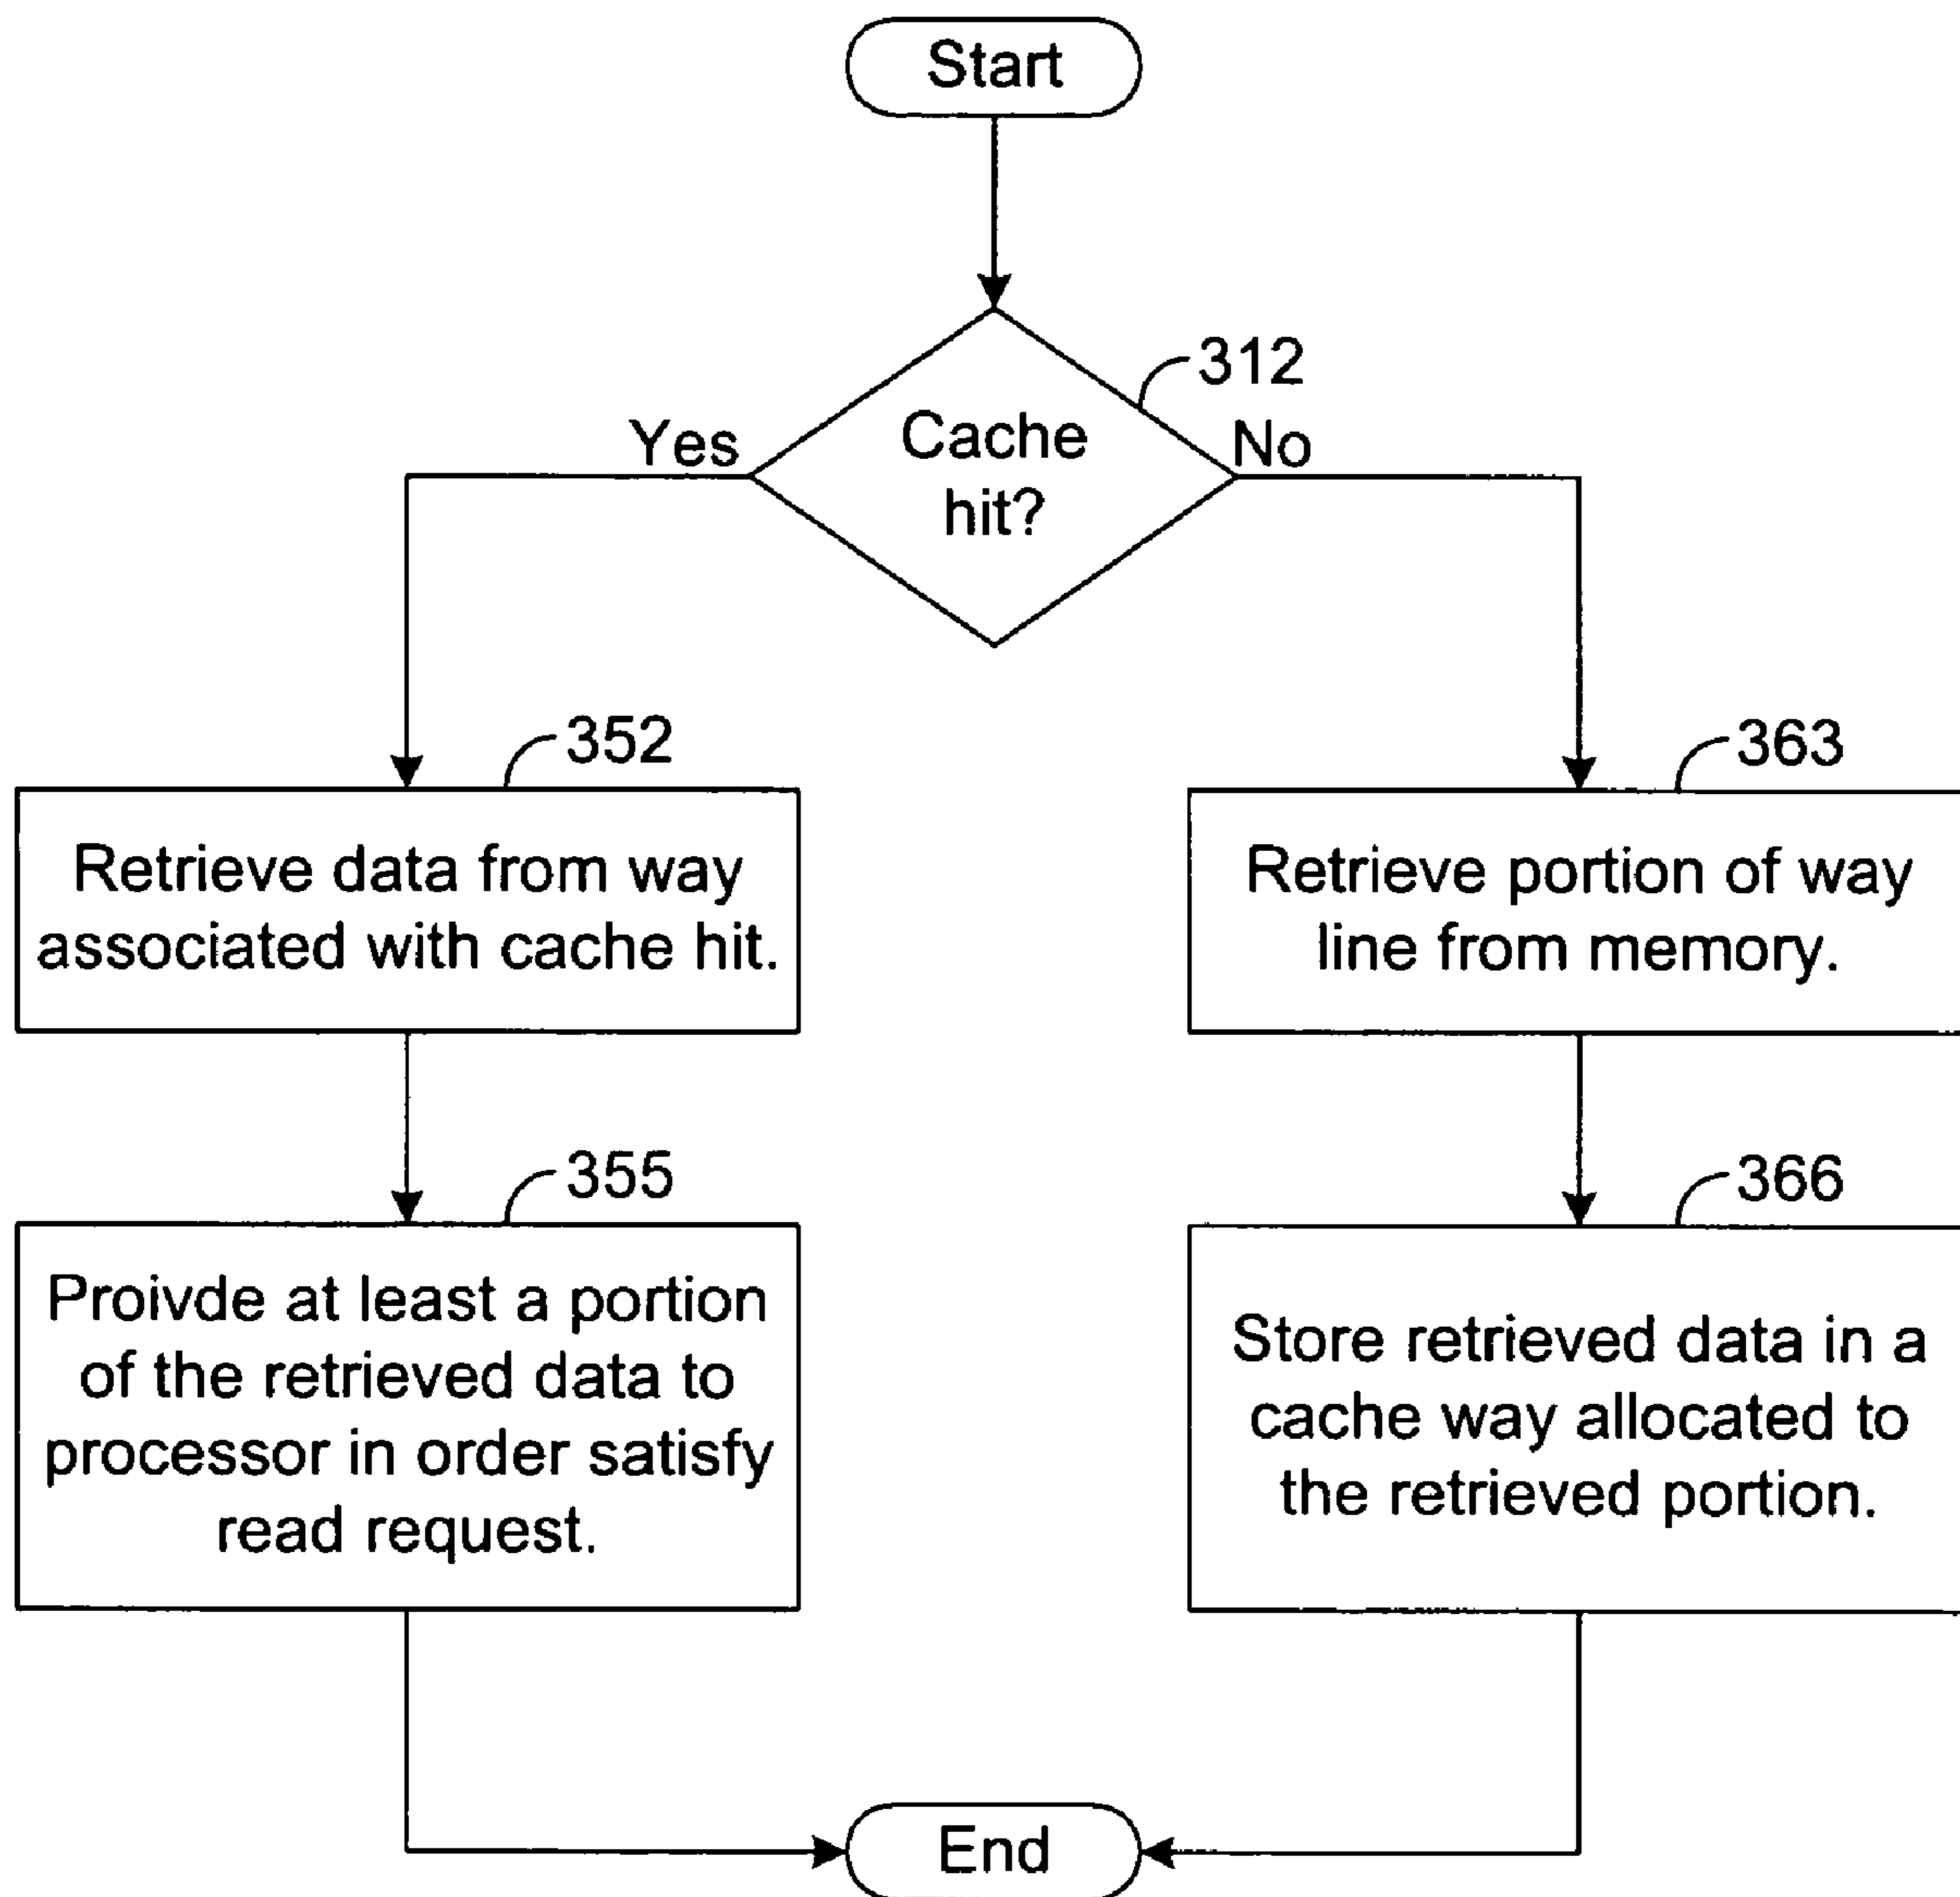 Start
312
Yes
No
Cache
hit?
352
363
Retrieve data from way
associated with cache hit.
Retrieve portion of way
line from memory.
355
366
Proivde at least a portion
of the retrieved data to
processor in order satisfy
read request.
Store retrieved data in a
cache way allocated to
the retrieved portion.
End